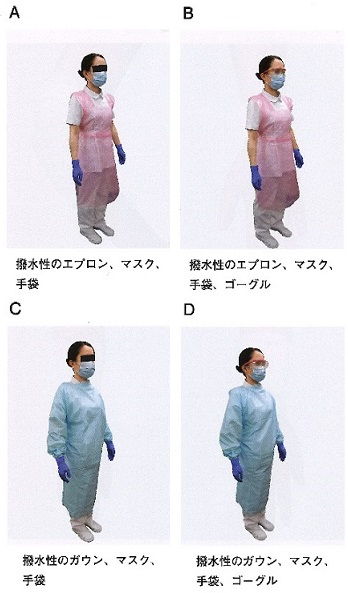 A
B
撥水性のエプロン、マスク、
手袋
撥水性のエプロン、マスク、
手袋、ゴーグル
C
D
撥水性のガウン、マスク、
手袋
撥水性のガウン、マスク、
手袋、ゴーグル